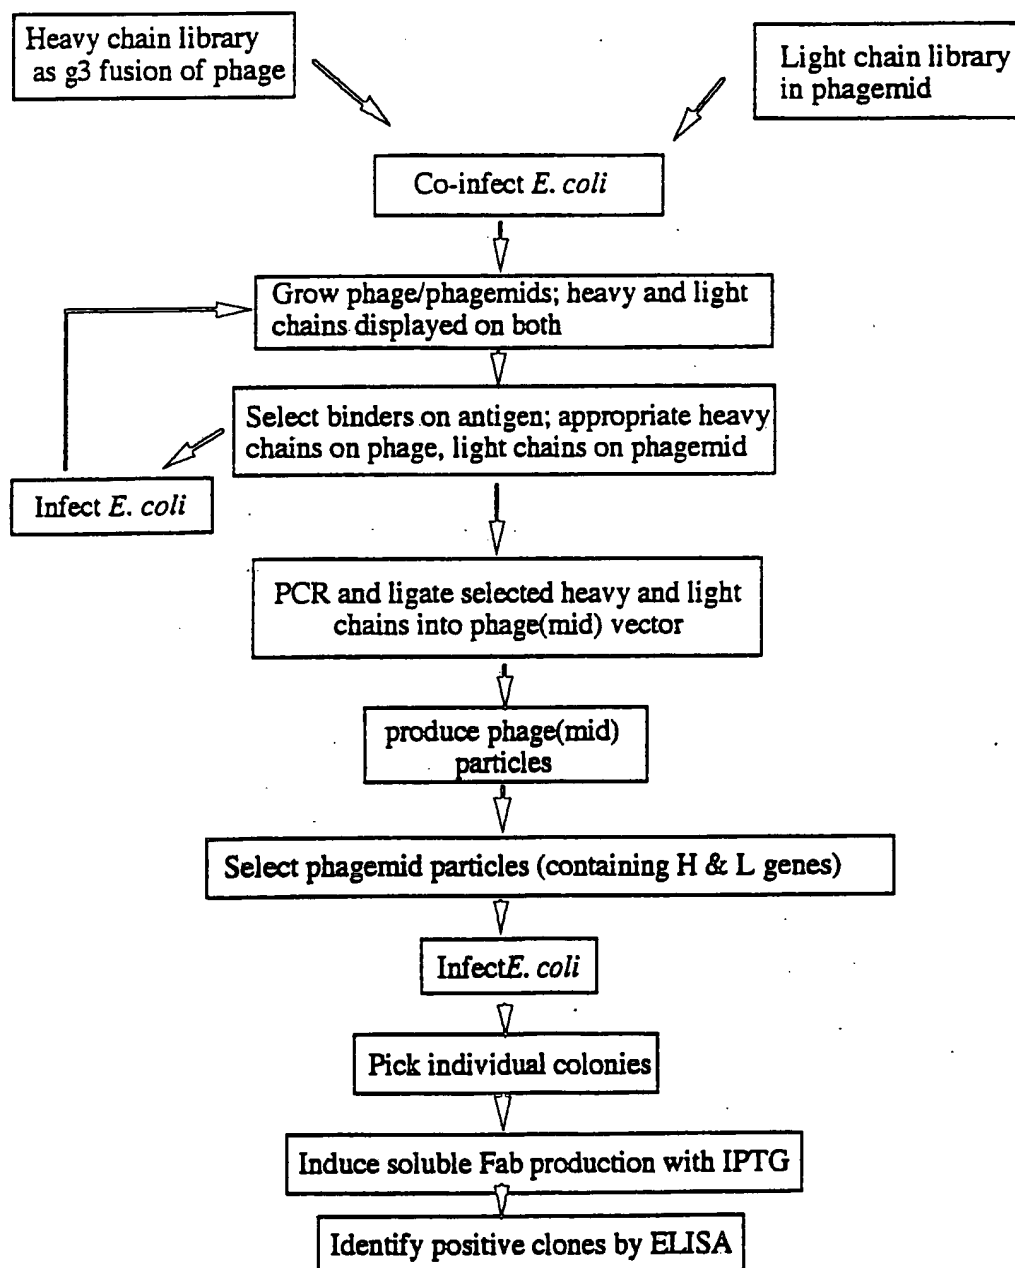 Heavy chain library
as g3 fusion of phage
Light chain library
in phagemid
Co-infect E. coli
Grow phage/phagemids; heavy and light
chains displayed on both
Select binders on antigen; appropriate heavy
chains on phage, light chains on phagemid
Infect E. coli
PCR and ligate selected heavy and light
chains into phage(mid) vector
produce phage(mid)
particles
Select phagemid particles (containing H & L genes)
InfectE. coli
Pick individual colonies
Induce soluble Fab production with IPTG
Identify positive clones by ELISA